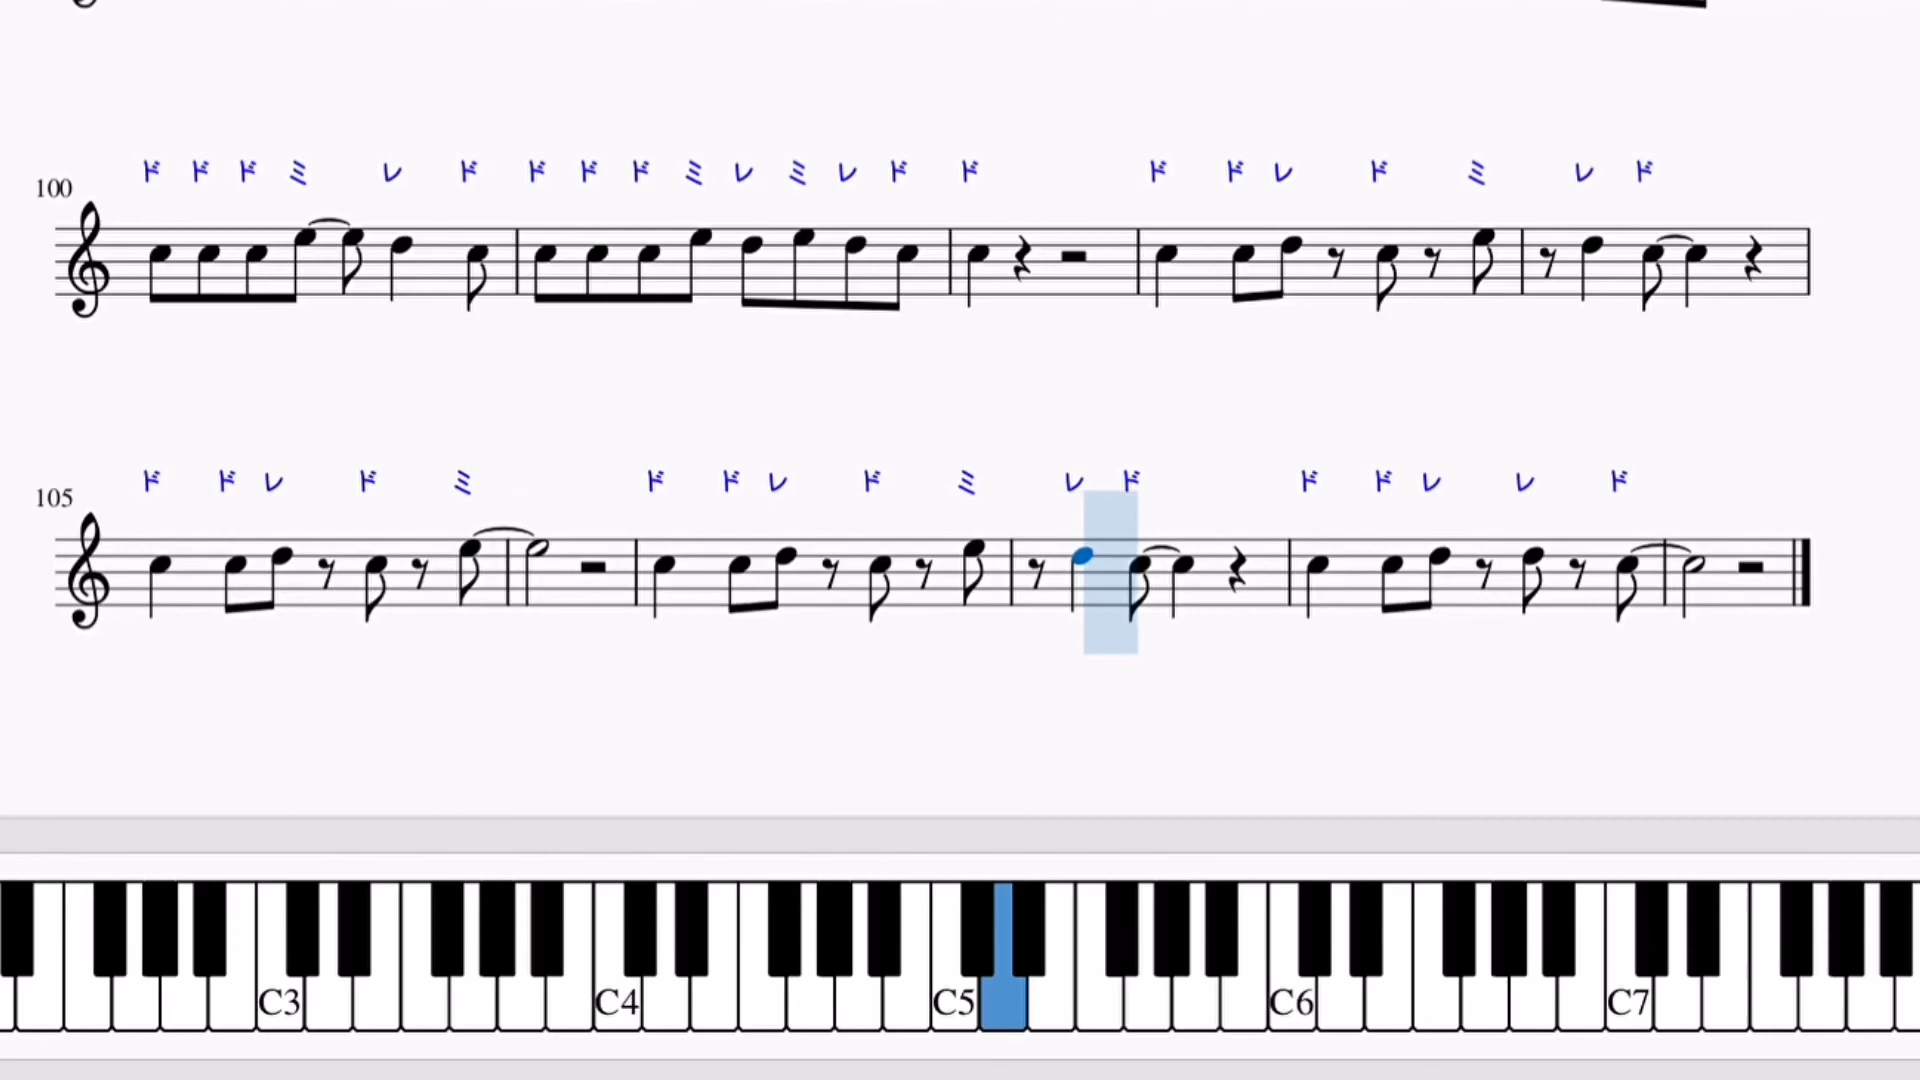 ド ド ド ミ レ ド ド ド ド ミ レ ミ レ ド ド ド ド レ ド ミ レ ド
100
ド ド レ ド ミ ド ド レ ド ミ レ ド ド ド レ レ ド
105
C3 C4 C5 C6 C7